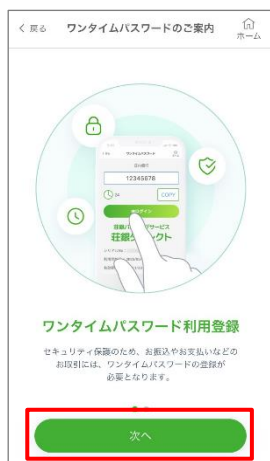 < 戻る ワンタイムパスワードのご案内 ホーム
ワンタイムパスワード
12345678
COPY
ワンタイムパスワード利用登録
セキュリティ保護のため、お振込やお支払いなどの
お取引には、ワンタイムパスワードの登録が
必要となります。
次へ